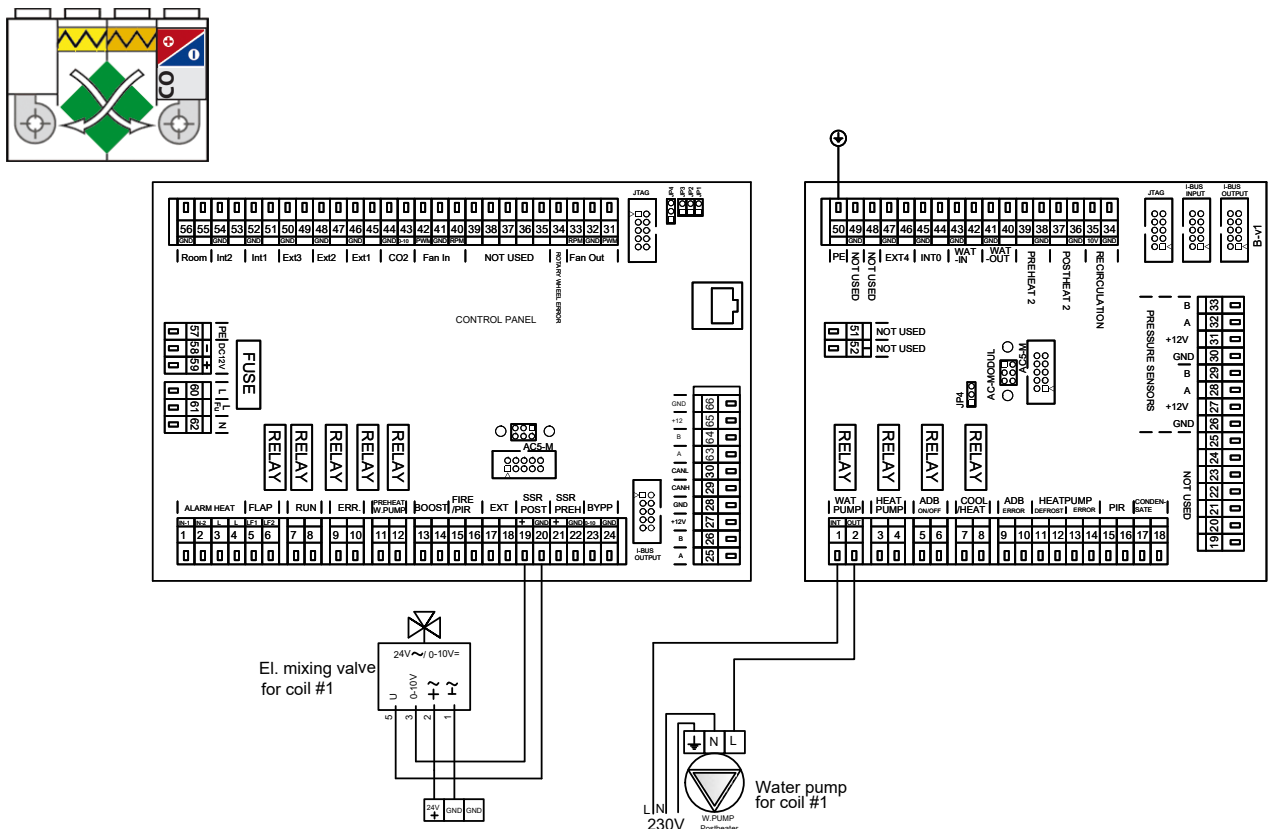 CO
JTAG
JP4
JP3
JP2
JP1
56 55 54 53 52 51 50 49 48 47 46 45 44 43 42 41 40 39 38 37 36 35 34 33 32 31
GND GND GND GND GND GND GND 0-10 PWM GND RPM RPM GND PWM
Room Int2 Int1 Ext3 Ext2 Ext1 CO2 Fan In NOT USED ROTARY WHEEL ERROR Fan Out
CONTROL PANEL
57 PE
58 − DC12V
59 +
60 L
61 L Fu
62 N
FUSE
RELAY RELAY RELAY RELAY RELAY
AC5-M
GND 66
+12 65
B 64
A 63
CANL 30
CANH 29
GND 28
+12V 27
B 26
A 25
I-BUS
OUTPUT
ALARM HEAT FLAP RUN ERR. PREHEAT W.PUMP BOOST FIRE /PIR EXT SSR POST SSR PREH BYPP
IN-1 IN-2 L L LF1 LF2 + GND + GND 0-10 GND
1 2 3 4 5 6 7 8 9 10 11 12 13 14 15 16 17 18 19 20 21 22 23 24
El. mixing valve
for coil #1
24V~/ 0-10V=
U 0-10V
5 3 2 1
24V + GND GND
JTAG
I-BUS
INPUT
I-BUS
OUTPUT
B-v1
50 49 48 47 46 45 44 43 42 41 40 39 38 37 36 35 34
GND GND GND GND GND GND GND GND 10V GND
PE NOT USED NOT USED EXT4 INT0 WAT -IN WAT -OUT PREHEAT 2 POSTHEAT 2 RECIRCULATION
51 NOT USED
52 NOT USED
JP4
AC-MODUL
AC5-M
PRESSURE SENSORS
B 33
A 32
+12V 31
GND 30
B 29
A 28
+12V 27
GND 26
25
24
23
22
21
20
19
NOT USED
RELAY RELAY RELAY RELAY
WAT PUMP HEAT PUMP ADB ON/OFF COOL /HEAT ADB ERROR HEATPUMP DEFROST ERROR PIR CONDEN- SATE
INT OUT
1 2 3 4 5 6 7 8 9 10 11 12 13 14 15 16 17 18
N L
L N
230V
W.PUMP
Postheater
Water pump
for coil #1